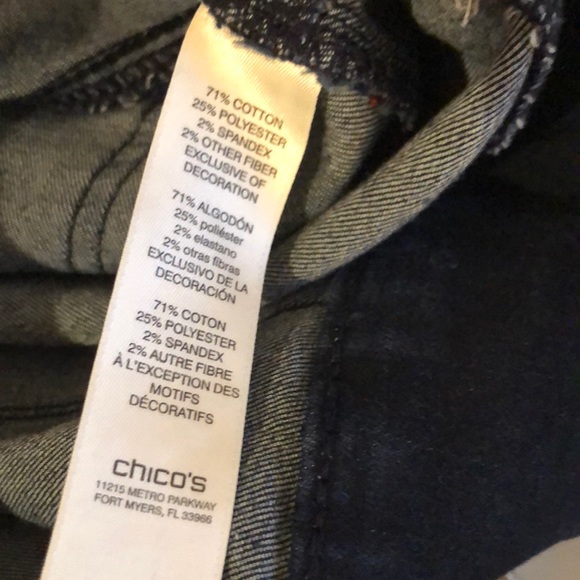 71% COTTON
25% POLYESTER
2% SPANDEX
2% OTHER FIBER
EXCLUSIVE OF
DECORATION
71% ALGODÓN
25% poliéster
2% elastano
2% otras fibras
EXCLUSIVO DE LA
DECORACIÓN
71% COTON
25% POLYESTER
2% SPANDEX
2% AUTRE FIBRE
À L'EXCEPTION DES
MOTIFS
DÉCORATIFS
chico's
11215 METRO PARKWAY
FORT MYERS, FL 33966